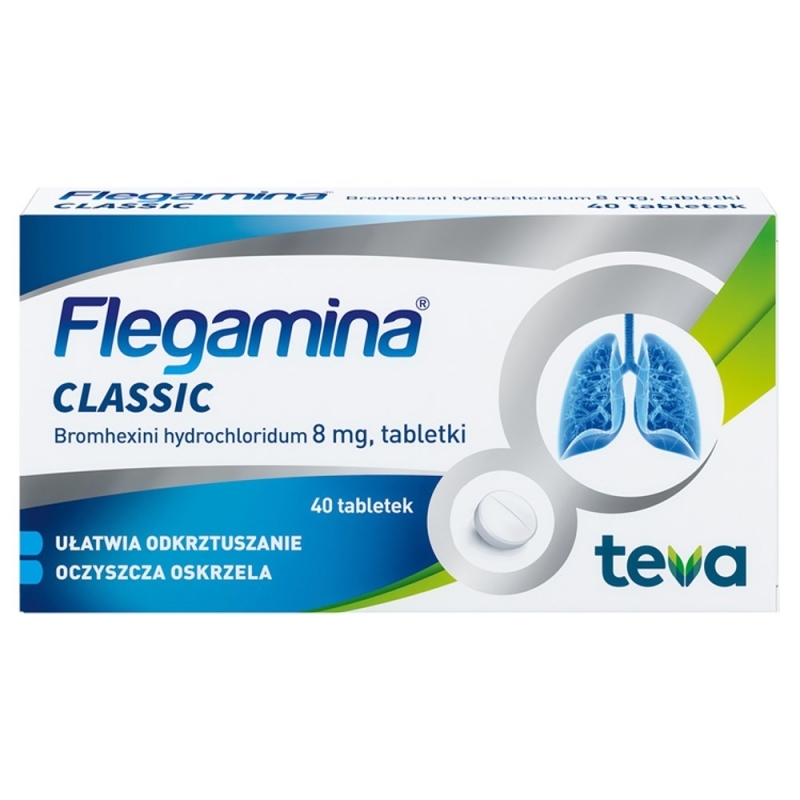 Flegamina® Bromhexini hydrochloridum 8 mg, tabletki
CLASSIC 40 tabletek
Flegamina®
CLASSIC
Bromhexini hydrochloridum 8 mg, tabletki
40 tabletek
UŁATWIA ODKRZTUSZANIE
OCZYSZCZA OSKRZELA
teva